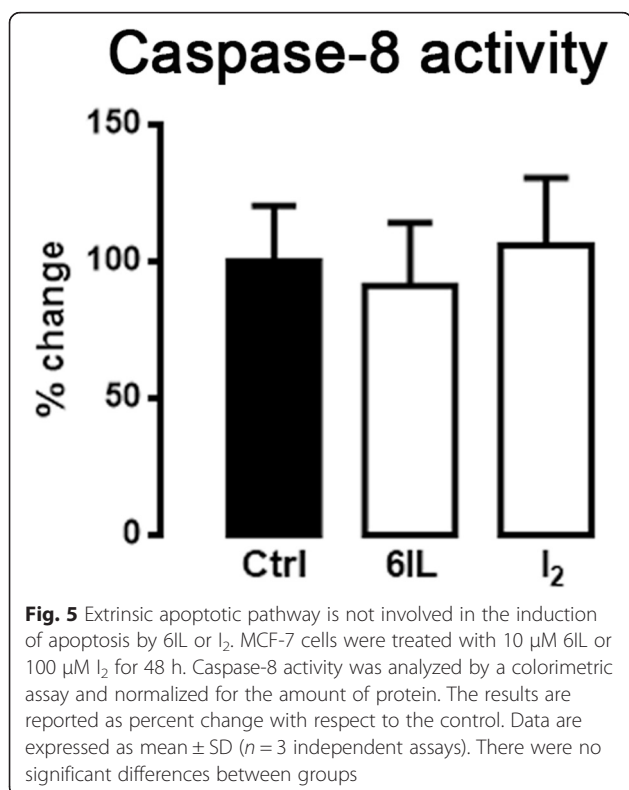 Caspase-8 activity
150
100
50
0
% change
Ctrl
6IL
I₂
Fig. 5 Extrinsic apoptotic pathway is not involved in the induction
of apoptosis by 6IL or I₂. MCF-7 cells were treated with 10 μM 6IL or
100 μM I₂ for 48 h. Caspase-8 activity was analyzed by a colorimetric
assay and normalized for the amount of protein. The results are
reported as percent change with respect to the control. Data are
expressed as mean ± SD (n = 3 independent assays). There were no
significant differences between groups